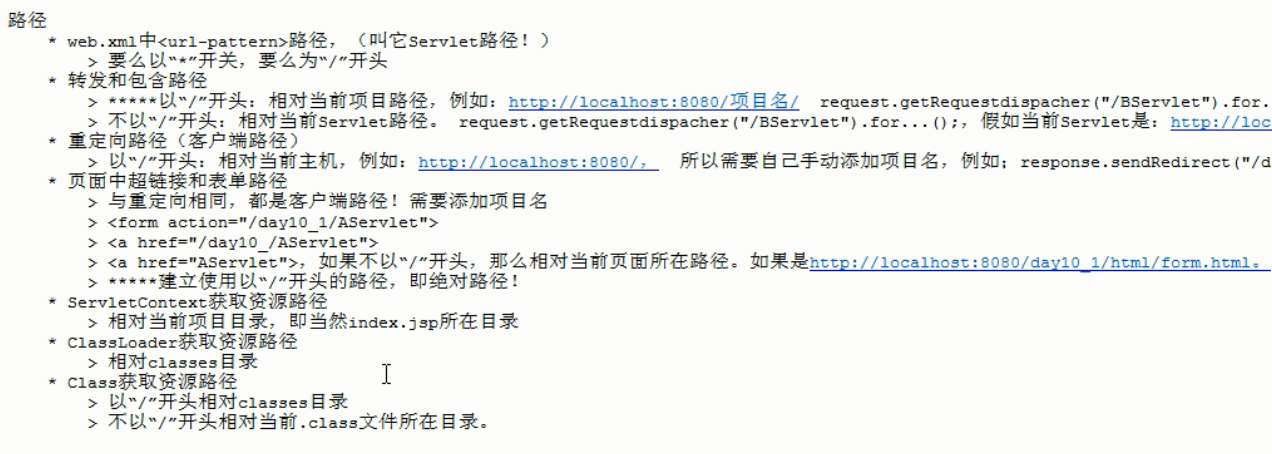 路径
* web.xml中<url-pattern>路径，（叫它Servlet路径！）
> 要么以“*”开关，要么为“/”开头
* 转发和包含路径
> *****以“/”开头：相对当前项目路径，例如：http://localhost:8080/项目名/ request.getRequestdispacher("/BServlet").for..
> 不以“/”开头：相对当前Servlet路径。 request.getRequestdispacher("/BServlet").for...();，假如当前Servlet是：http://loc
* 重定向路径（客户端路径）
> 以“/”开头：相对当前主机，例如：http://localhost:8080/， 所以需要自己手动添加项目名，例如；response.sendRedirect("/d
* 页面中超链接和表单路径
> 与重定向相同，都是客户端路径！需要添加项目名
> <form action="/day10_1/AServlet">
> <a href="/day10_/AServlet">
> <a href="AServlet">，如果不以“/”开头，那么相对当前页面所在路径。如果是http://localhost:8080/day10_1/html/form.html。
> *****建立使用以“/”开头的路径，即绝对路径！
* ServletContext获取资源路径
> 相对当前项目目录，即当然index.jsp所在目录
* ClassLoader获取资源路径
> 相对classes目录
* Class获取资源路径
> 以“/”开头相对classes目录
> 不以“/”开头相对当前.class文件所在目录。